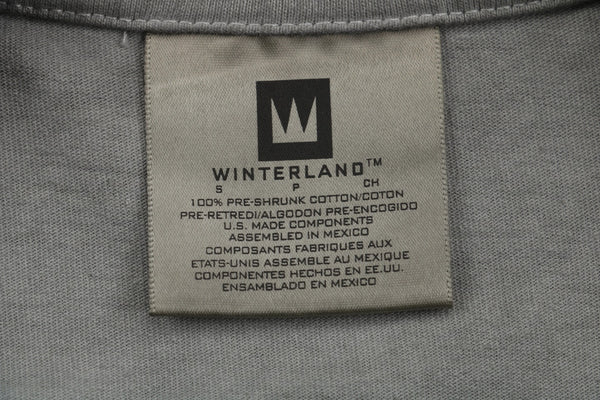 W
WINTERLAND™
S P CH
100% PRE-SHRUNK COTTON/COTON
PRE-RETREDI/ALGODON PRE-ENCOGIDO
U.S. MADE COMPONENTS
ASSEMBLED IN MEXICO
COMPOSANTS FABRIQUES AUX
ETATS-UNIS ASSEMBLE AU MEXIQUE
COMPONENTES HECHOS EN EE.UU.
ENSAMBLADO EN MEXICO